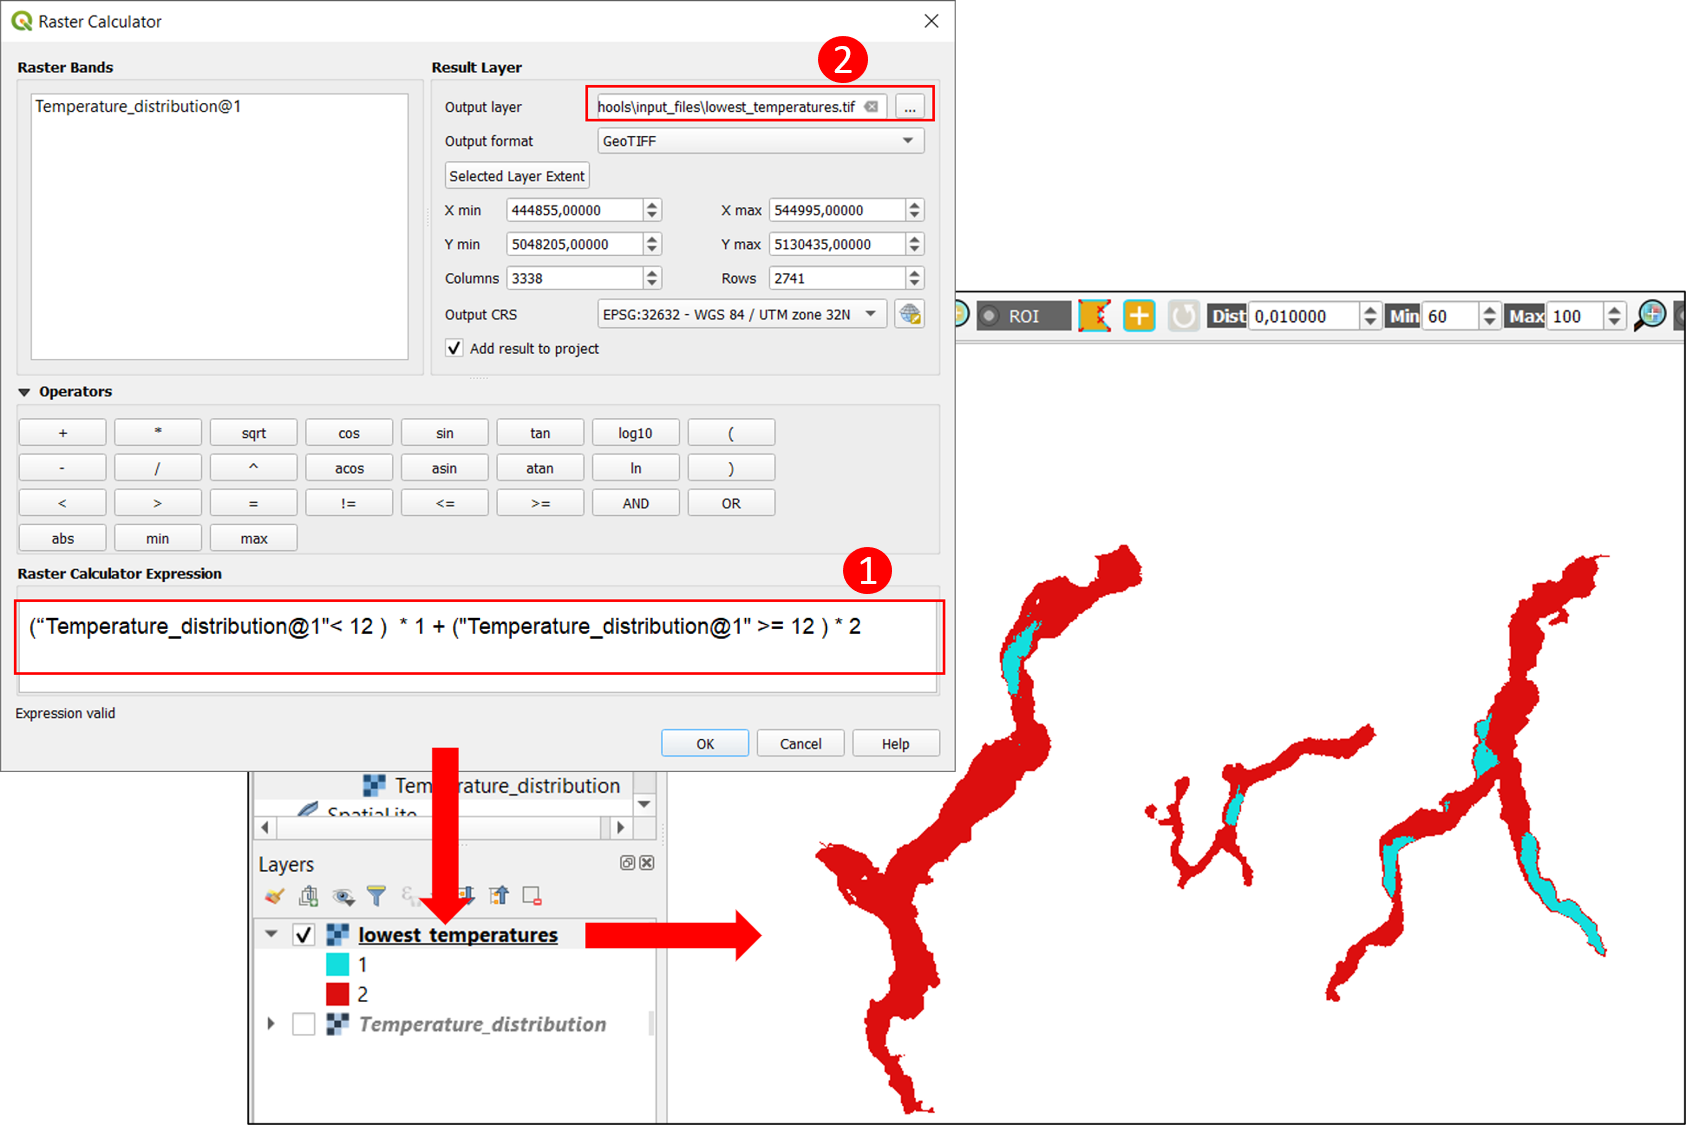 Raster Calculator
Raster Bands
Temperature_distribution@1
Result Layer
2
Output layer
hools\input_files\lowest_temperatures.tif
...
Output format
GeoTIFF
Selected Layer Extent
X min 444855,00000 X max 544995,00000
Y min 5048205,00000 Y max 5130435,00000
Columns 3338 Rows 2741
Output CRS EPSG:32632 - WGS 84 / UTM zone 32N
Add result to project
Operators
+ * sqrt cos sin tan log10 (
- / ^ acos asin atan ln )
< > = != <= >= AND OR
abs min max
Raster Calculator Expression
1
(“Temperature_distribution@1"< 12 ) * 1 + ("Temperature_distribution@1" >= 12 ) * 2
Expression valid
OK Cancel Help
ROI Dist 0,010000 Min 60 Max 100
Temperature_distribution
SpatiaLite
Layers
lowest_temperatures
1
2
Temperature_distribution